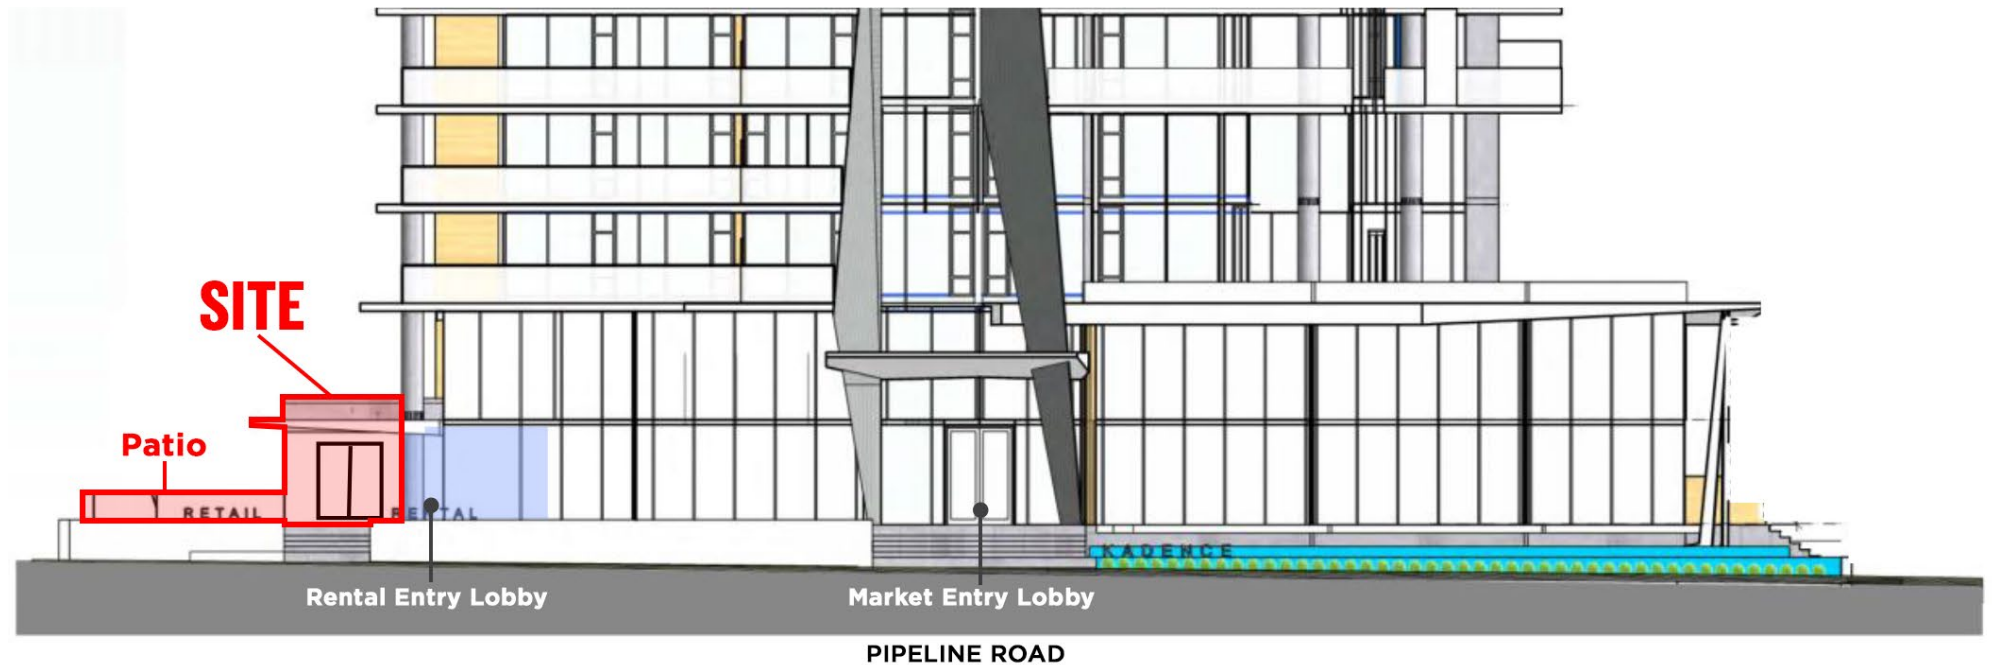 SITE
Patio
RETAIL
RENTAL
KADENCE
Rental Entry Lobby
Market Entry Lobby
PIPELINE ROAD